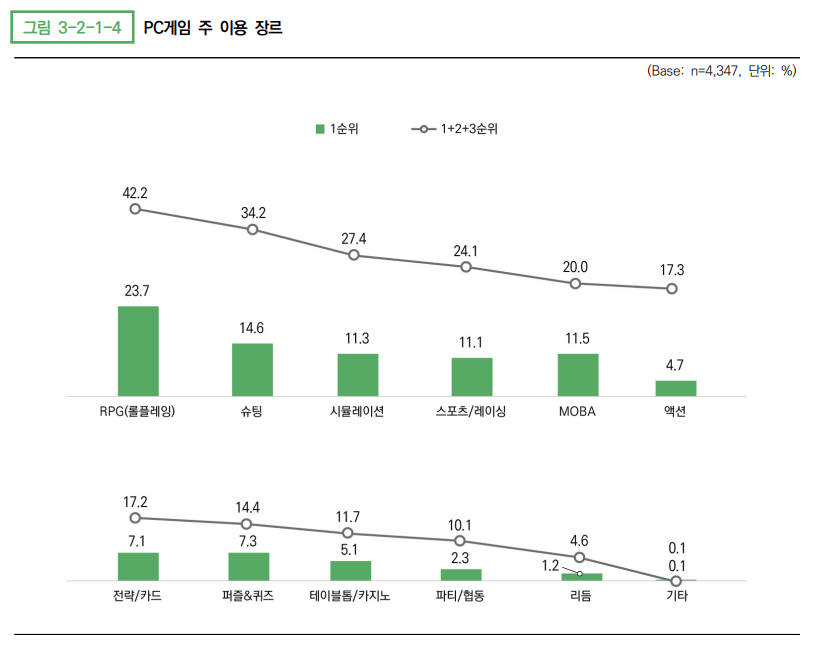 그림 3-2-1-4 PC게임 주 이용 장르
(Base: n=4,347, 단위: %)
1순위 1+2+3순위
42.2 34.2 27.4 24.1 20.0 17.3
23.7 14.6 11.3 11.1 11.5 4.7
RPG(롤플레잉) 슈팅 시뮬레이션 스포츠/레이싱 MOBA 액션
17.2 14.4 11.7 10.1 4.6 0.1
7.1 7.3 5.1 2.3 1.2 0.1
전략/카드 퍼즐&퀴즈 테이블톱/카지노 파티/협동 리듬 기타